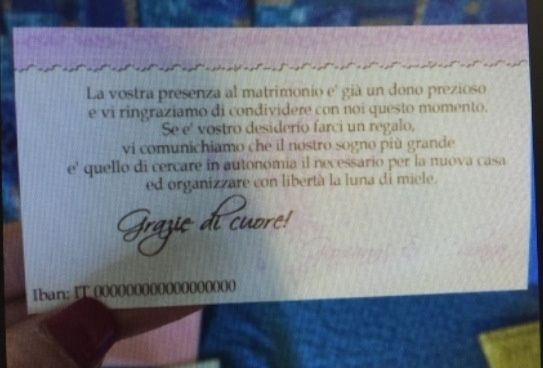 La vostra presenza al matrimonio e' già un dono prezioso
e vi ringraziamo di condividere con noi questo momento.
Se e' vostro desiderio farci un regalo,
vi comunichiamo che il nostro sogno più grande
e' quello di cercare in autonomia il necessario per la nuova casa
ed organizzare con libertà la luna di miele.
Grazie di cuore!
Iban: IT 000000000000000000